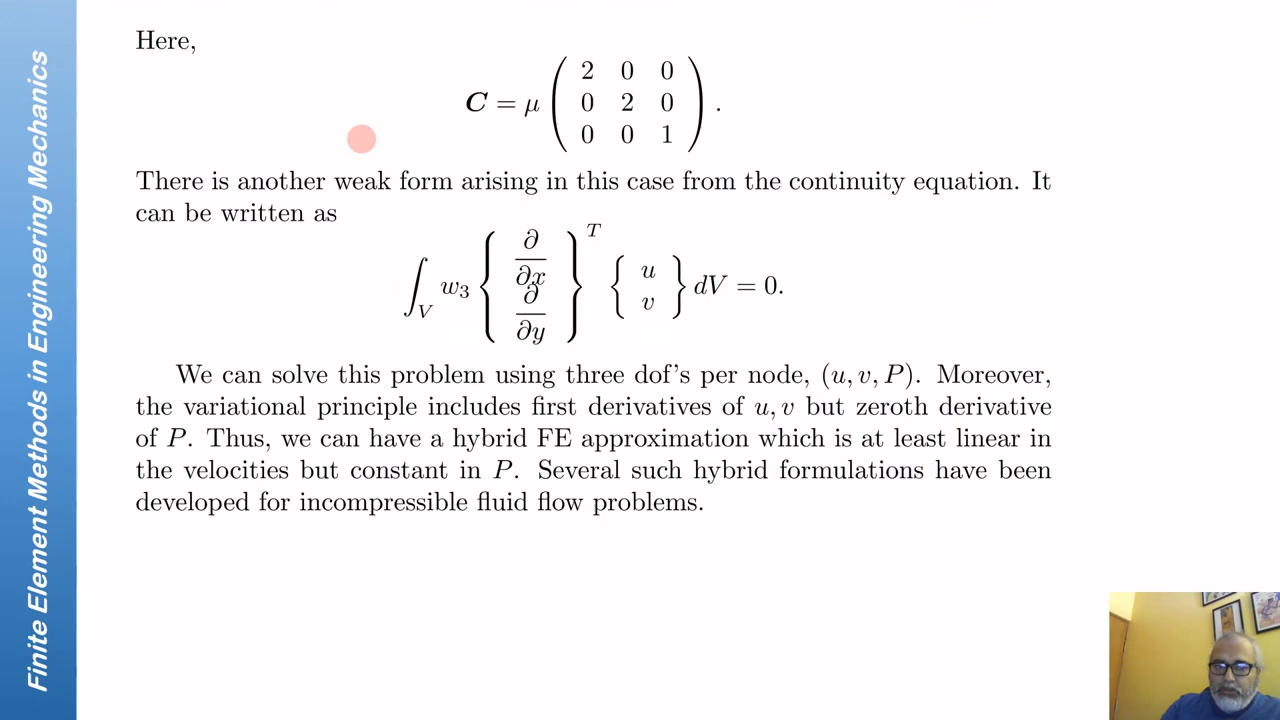 Finite Element Methods in Engineering Mechanics
Here,
C = μ ( 2 0 0
0 2 0
0 0 1 ) .
There is another weak form arising in this case from the continuity equation. It
can be written as
∫_V w₃ { ∂/∂x
∂/∂y }^T { u
v } dV = 0.
We can solve this problem using three dof's per node, (u, v, P). Moreover,
the variational principle includes first derivatives of u, v but zeroth derivative
of P. Thus, we can have a hybrid FE approximation which is at least linear in
the velocities but constant in P. Several such hybrid formulations have been
developed for incompressible fluid flow problems.